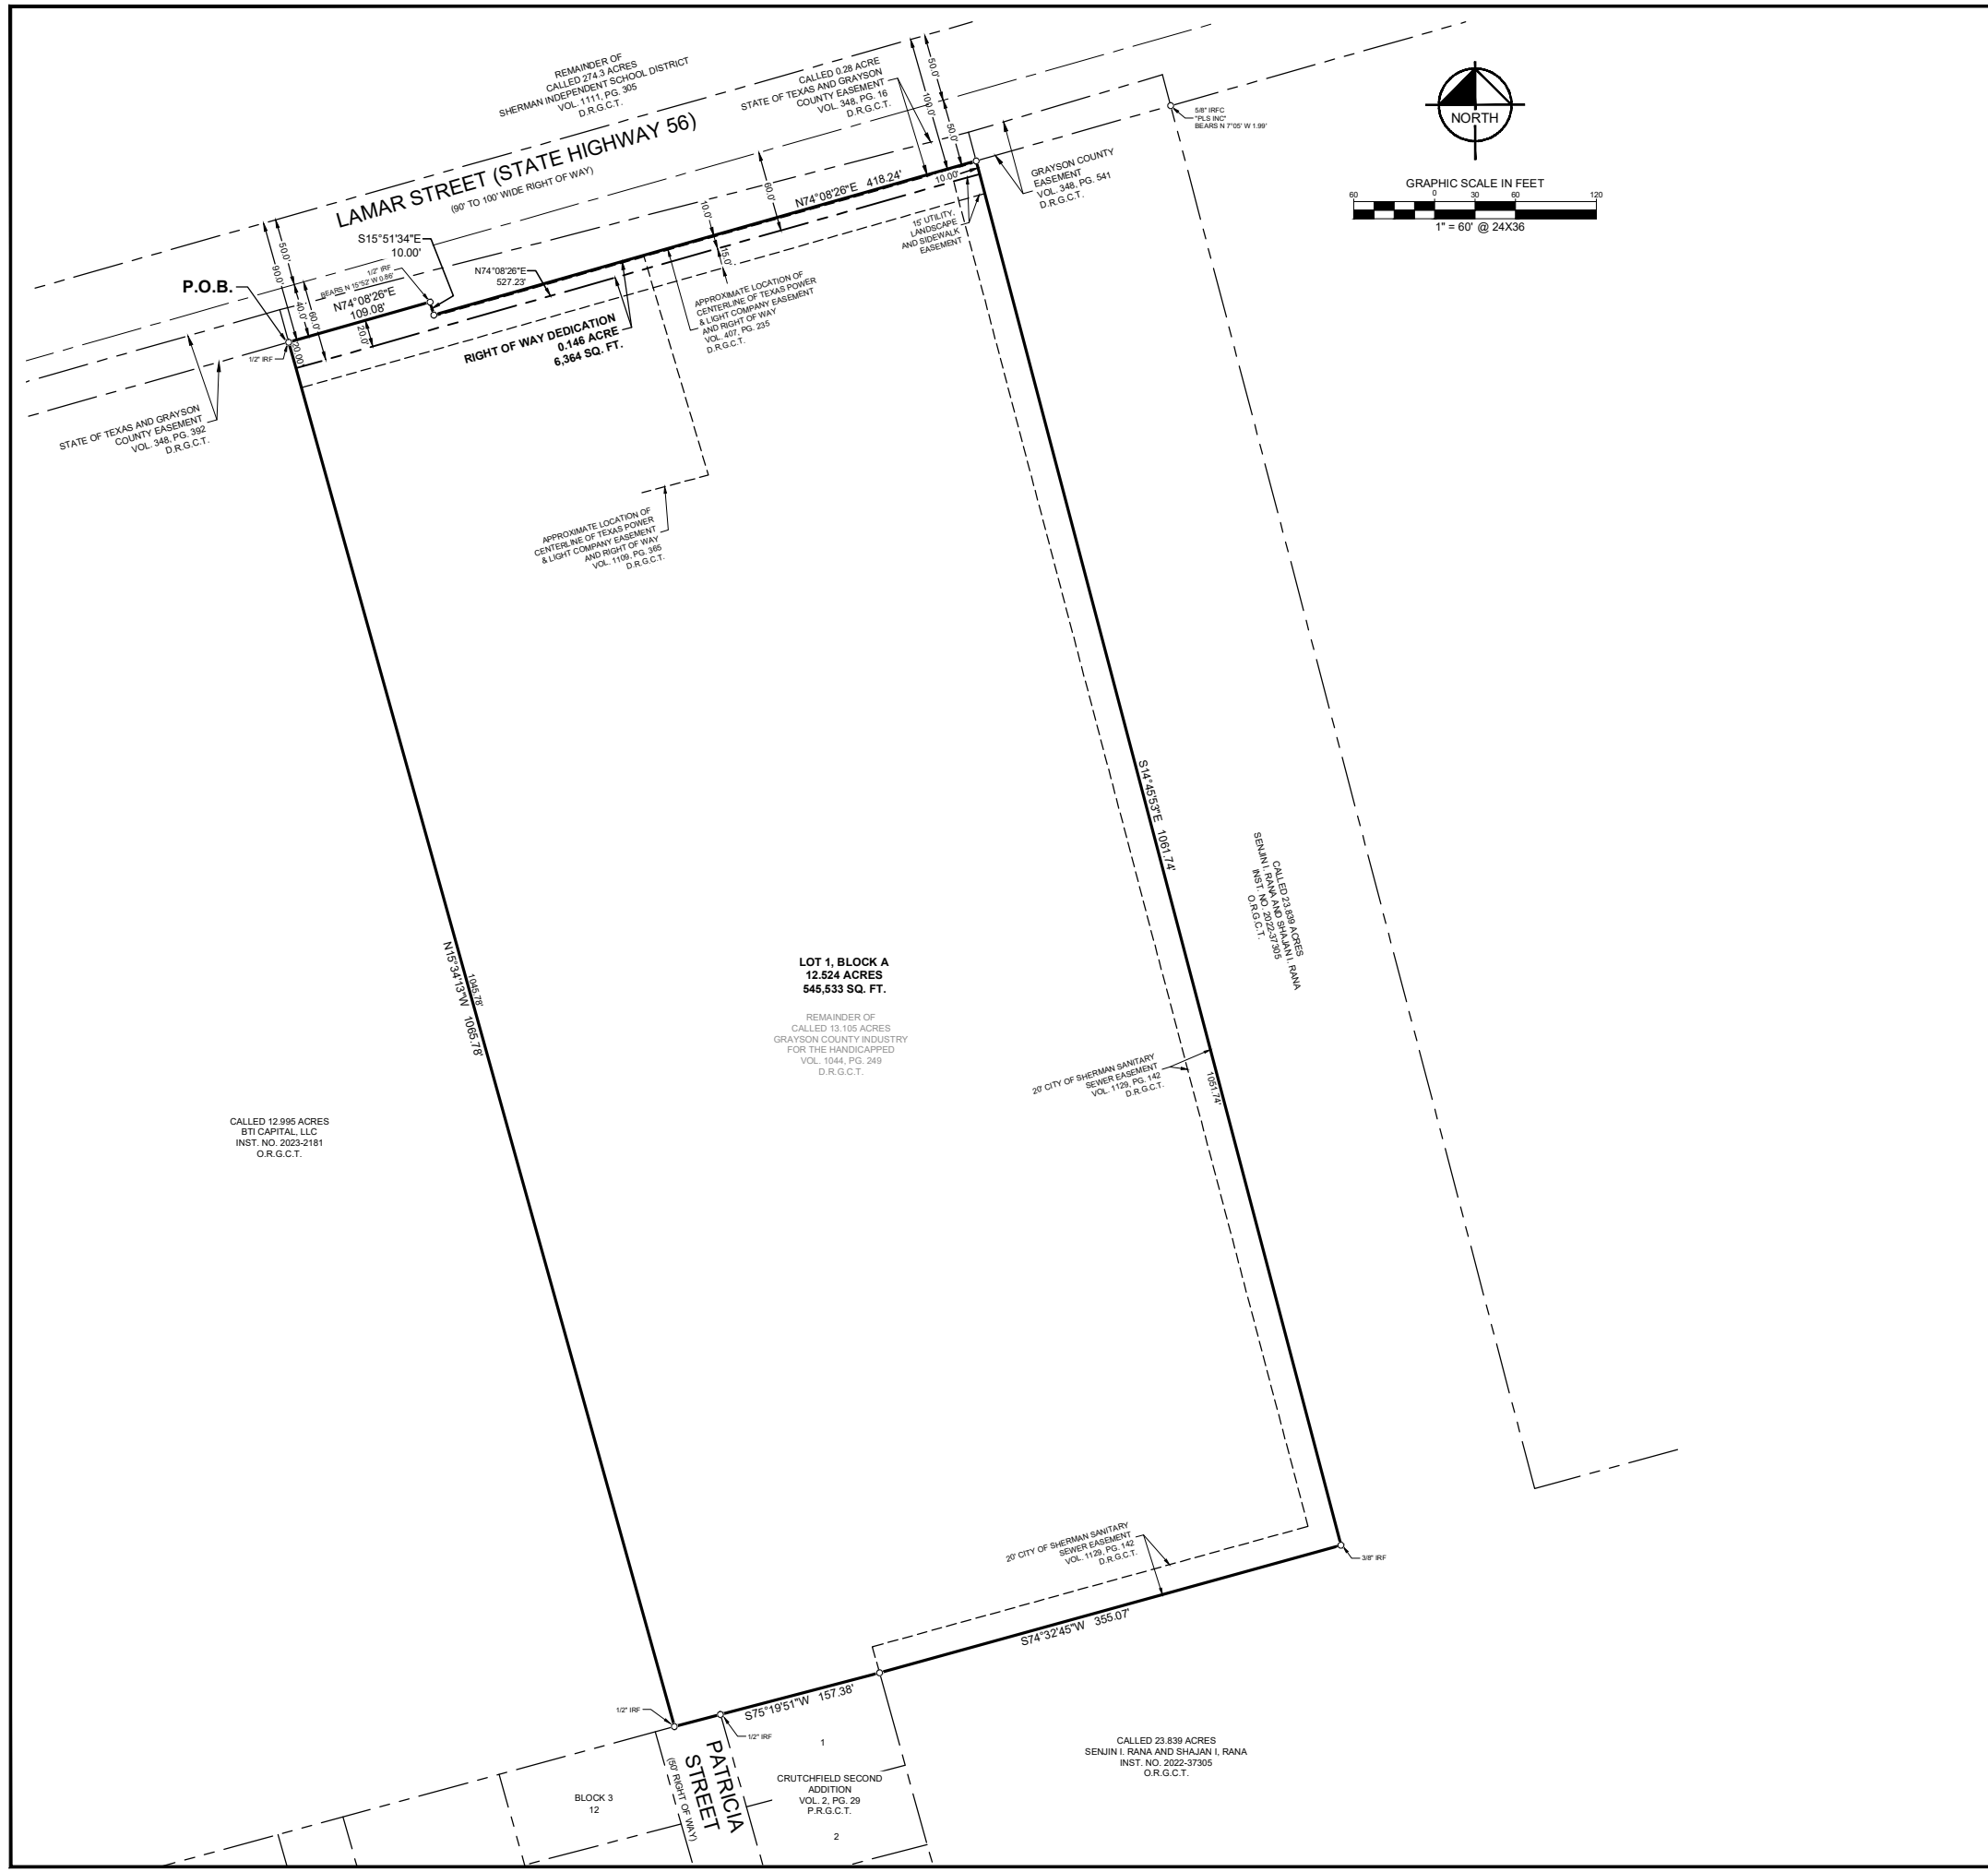 REMAINDER OF
CALLED 274.3 ACRES
SHERMAN INDEPENDENT SCHOOL DISTRICT
VOL. 1111, PG. 305
D.R.G.C.T.
CALLED 0.28 ACRE
STATE OF TEXAS AND GRAYSON
COUNTY EASEMENT
VOL. 348, PG. 16
D.R.G.C.T.
50.0'
100.0'
50.0'
5/8" IRFC
"PLS INC"
BEARS N 7°05' W 1.99'
NORTH
GRAPHIC SCALE IN FEET
60 0 30 60 120
1" = 60' @ 24X36
LAMAR STREET (STATE HIGHWAY 56)
(90' TO 100' WIDE RIGHT OF WAY)
GRAYSON COUNTY
EASEMENT
VOL. 348, PG. 541
D.R.G.C.T.
N74°08'26"E 418.24'
10.00'
60.0'
10.0'
15.0'
15' UTILITY,
LANDSCAPE
AND SIDEWALK
EASEMENT
S15°51'34"E
10.00'
1/2" IRF
BEARS N 15°52' W 0.86'
N74°08'26"E
109.08'
P.O.B.
50.0'
90.0'
40.0'
60.0'
20.0'
20.00'
1/2" IRF
N74°08'26"E
527.23'
RIGHT OF WAY DEDICATION
0.146 ACRE
6,364 SQ. FT.
APPROXIMATE LOCATION OF
CENTERLINE OF TEXAS POWER
& LIGHT COMPANY EASEMENT
AND RIGHT OF WAY
VOL. 407, PG. 235
D.R.G.C.T.
STATE OF TEXAS AND GRAYSON
COUNTY EASEMENT
VOL. 348, PG. 392
D.R.G.C.T.
APPROXIMATE LOCATION OF
CENTERLINE OF TEXAS POWER
& LIGHT COMPANY EASEMENT
AND RIGHT OF WAY
VOL. 1109, PG. 365
D.R.G.C.T.
S14°45'53"E 1061.74'
CALLED 23.839 ACRES
SENJIN I. RANA AND SHAJAN I. RANA
INST. NO. 2022-37305
O.R.G.C.T.
N15°34'13"W 1065.78'
1045.78'
LOT 1, BLOCK A
12.524 ACRES
545,533 SQ. FT.
REMAINDER OF
CALLED 13.105 ACRES
GRAYSON COUNTY INDUSTRY
FOR THE HANDICAPPED
VOL. 1044, PG. 249
D.R.G.C.T.
20' CITY OF SHERMAN SANITARY
SEWER EASEMENT
VOL. 1129, PG. 142
D.R.G.C.T.
1051.74'
CALLED 12.995 ACRES
BTI CAPITAL, LLC
INST. NO. 2023-2181
O.R.G.C.T.
20' CITY OF SHERMAN SANITARY
SEWER EASEMENT
VOL. 1129, PG. 142
D.R.G.C.T.
3/8" IRF
S74°32'45"W 355.07'
S75°19'51"W 157.38'
1/2" IRF
1/2" IRF
PATRICIA
STREET
(50' RIGHT OF WAY)
1
CRUTCHFIELD SECOND
ADDITION
VOL. 2, PG. 29
P.R.G.C.T.
2
BLOCK 3
12
CALLED 23.839 ACRES
SENJIN I. RANA AND SHAJAN I. RANA
INST. NO. 2022-37305
O.R.G.C.T.